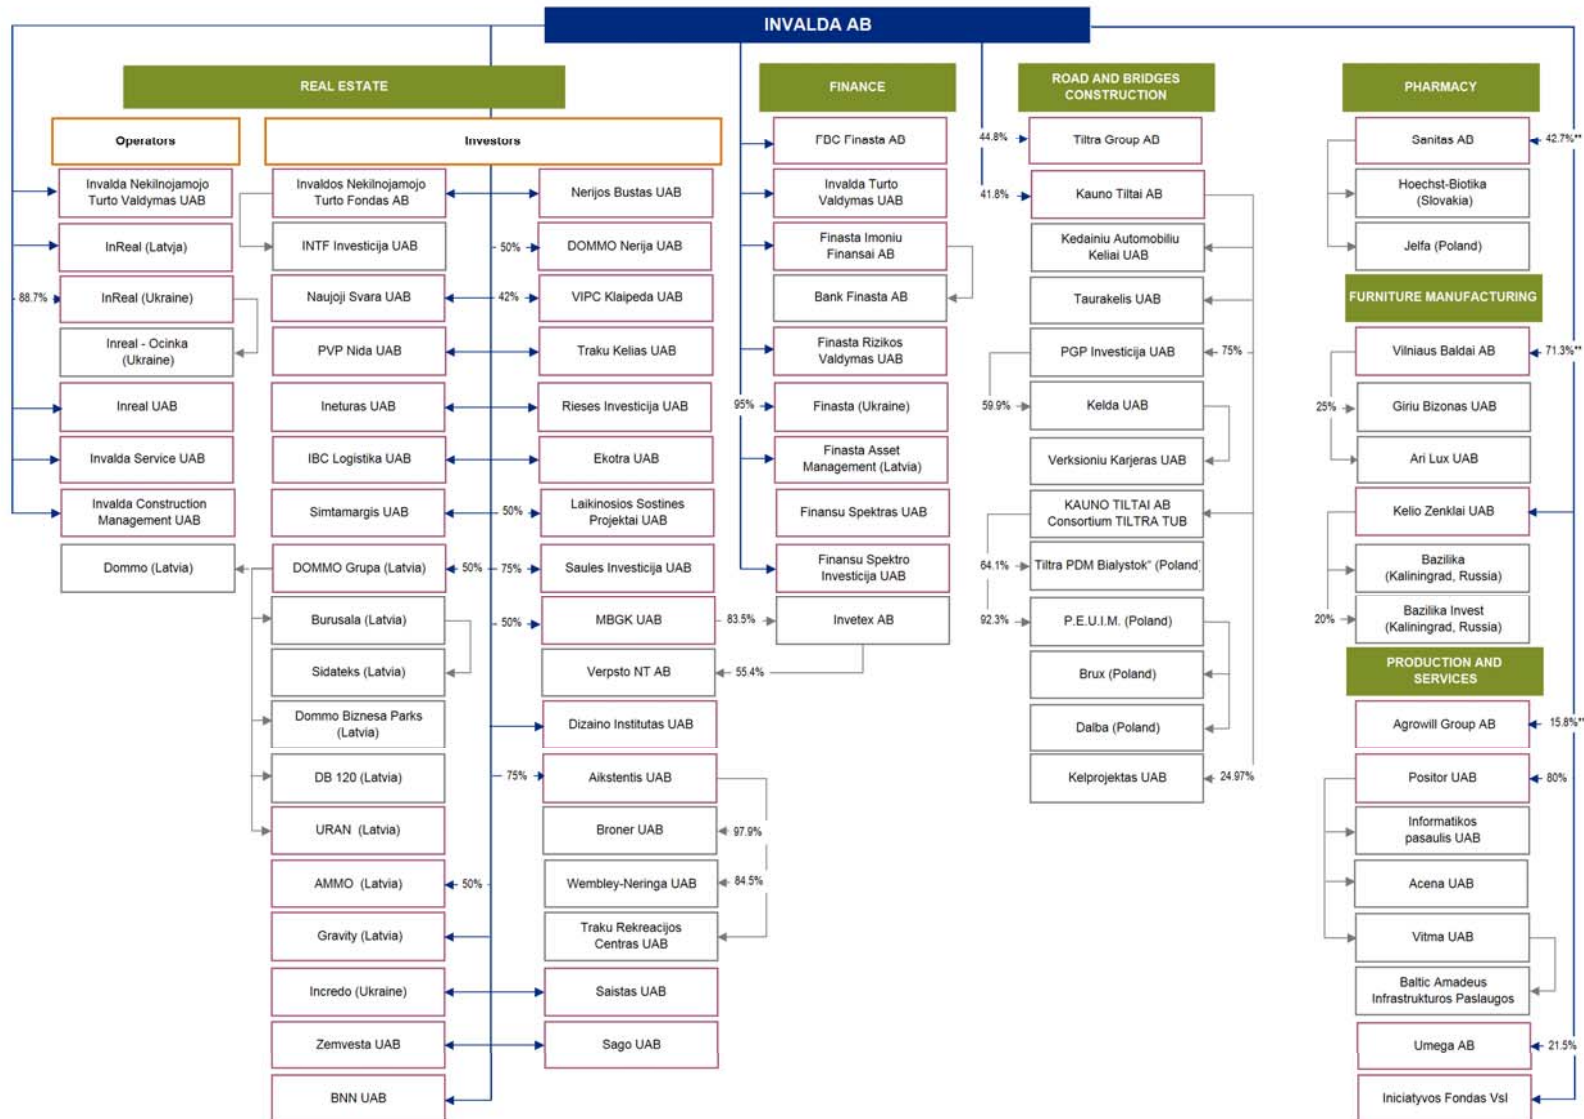 INVALDA AB
REAL ESTATE
Operators
Investors
Invalda Nekilnojamojo
Turto Valdymas UAB
InReal (Latvja)
88.7%
InReal (Ukraine)
Inreal - Ocinka
(Ukraine)
Inreal UAB
Invalda Service UAB
Invalda Construction
Management UAB
Dommo (Latvia)
Invaldos Nekilnojamojo
Turto Fondas AB
INTF Investicija UAB
Naujoji Svara UAB
PVP Nida UAB
Ineturas UAB
IBC Logistika UAB
Simtamargis UAB
DOMMO Grupa (Latvia)
50%
Burusala (Latvia)
Sidateks (Latvia)
Dommo Biznesa Parks
(Latvia)
DB 120 (Latvia)
URAN (Latvia)
AMMO (Latvia)
50%
Gravity (Latvia)
Incredo (Ukraine)
Zemvesta UAB
BNN UAB
Nerijos Bustas UAB
50%
DOMMO Nerija UAB
42%
VIPC Klaipeda UAB
Traku Kelias UAB
Rieses Investicija UAB
Ekotra UAB
50%
Laikinosios Sostines
Projektai UAB
75%
Saules Investicija UAB
50%
MBGK UAB
83.5%
Verpsto NT AB
55.4%
Dizaino Institutas UAB
75%
Aikstentis UAB
Broner UAB
97.9%
Wembley-Neringa UAB
84.5%
Traku Rekreacijos
Centras UAB
Saistas UAB
Sago UAB
FINANCE
FBC Finasta AB
Invalda Turto
Valdymas UAB
Finasta Imoniu
Finansai AB
Bank Finasta AB
Finasta Rizikos
Valdymas UAB
95%
Finasta (Ukraine)
Finasta Asset
Management (Latvia)
Finansu Spektras UAB
Finansu Spektro
Investicija UAB
Invetex AB
ROAD AND BRIDGES
CONSTRUCTION
44.8%
Tiltra Group AB
41.8%
Kauno Tiltai AB
Kedainiu Automobiliu
Keliai UAB
Taurakelis UAB
PGP Investicija UAB
75%
59.9%
Kelda UAB
Verksioniu Karjeras UAB
KAUNO TILTAI AB
Consortium TILTRA TUB
64.1%
Tiltra PDM Bialystok“ (Poland)
92.3%
P.E.U.I.M. (Poland)
Brux (Poland)
Dalba (Poland)
Kelprojektas UAB
24.97%
PHARMACY
Sanitas AB
42.7%**
Hoechst-Biotika
(Slovakia)
Jelfa (Poland)
FURNITURE MANUFACTURING
Vilniaus Baldai AB
71.3%**
25%
Giriu Bizonas UAB
Ari Lux UAB
Kelio Zenklai UAB
Bazilika
(Kaliningrad, Russia)
20%
Bazilika Invest
(Kaliningrad, Russia)
PRODUCTION AND
SERVICES
Agrowill Group AB
15.8%**
Positor UAB
80%
Informatikos
pasaulis UAB
Acena UAB
Vitma UAB
Baltic Amadeus
Infrastrukturos Paslaugos
Umega AB
21.5%
Iniciatyvos Fondas VsI